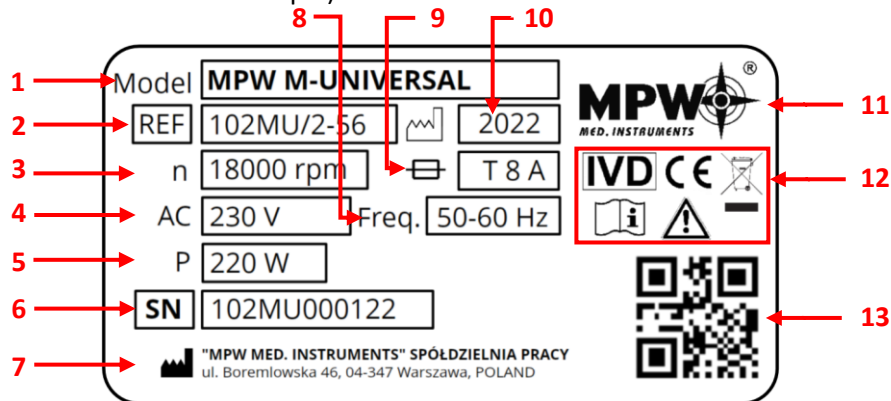 8 9 10
1 Model MPW M-UNIVERSAL
MPW ®
MED. INSTRUMENTS 11
2 REF 102MU/2-56 2022
3 n 18000 rpm T 8 A
IVD CE 12
i
4 AC 230 V Freq. 50-60 Hz
5 P 220 W
6 SN 102MU000122
13
7 "MPW MED. INSTRUMENTS" SPÓŁDZIELNIA PRACY
ul. Boremlowska 46, 04-347 Warszawa, POLAND